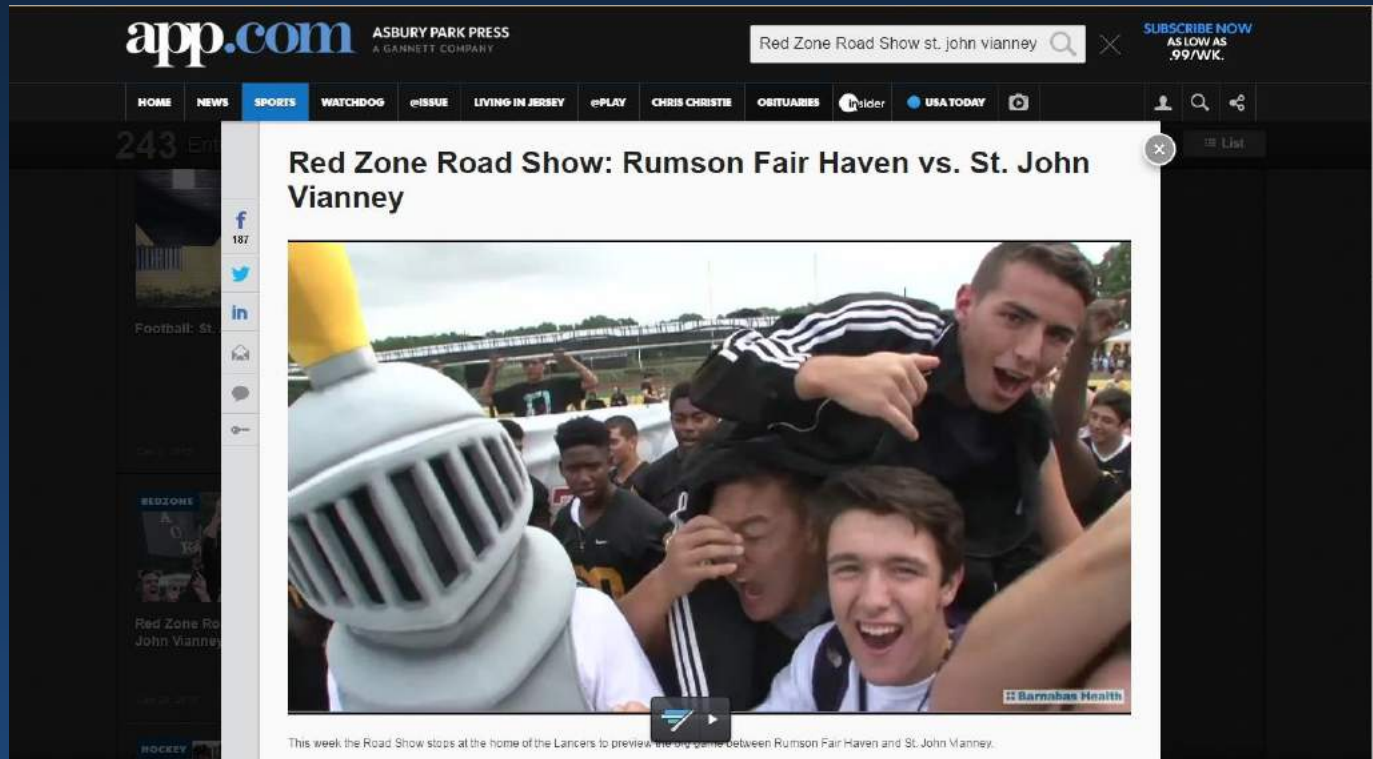 app.com
ASBURY PARK PRESS
A GANNETT COMPANY
Red Zone Road Show st. john vianney
SUBSCRIBE NOW
AS LOW AS
.99/WK.
HOME NEWS SPORTS WATCHDOG @ISSUE LIVING IN JERSEY @PLAY CHRIS CHRISTIE OBITUARIES insider USA TODAY
243 Ent
List
Red Zone Road Show: Rumson Fair Haven vs. St. John
Vianney
f
187
in
Football: St.
REDZONE
Red Zone Ro
John Vianney
HOCKEY
Barnabas Health
This week the Road Show stops at the home of the Lancers to preview the big game between Rumson Fair Haven and St. John Vianney.